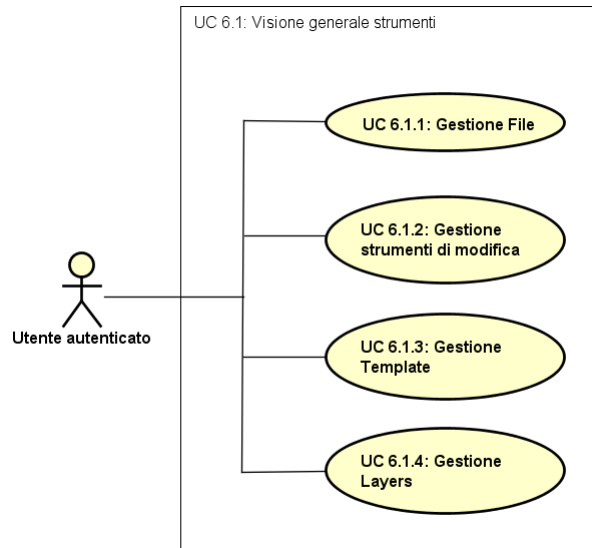 UC 6.1: Visione generale strumenti
UC 6.1.1: Gestione File
UC 6.1.2: Gestione
strumenti di modifica
Utente autenticato
UC 6.1.3: Gestione
Template
UC 6.1.4: Gestione
Layers